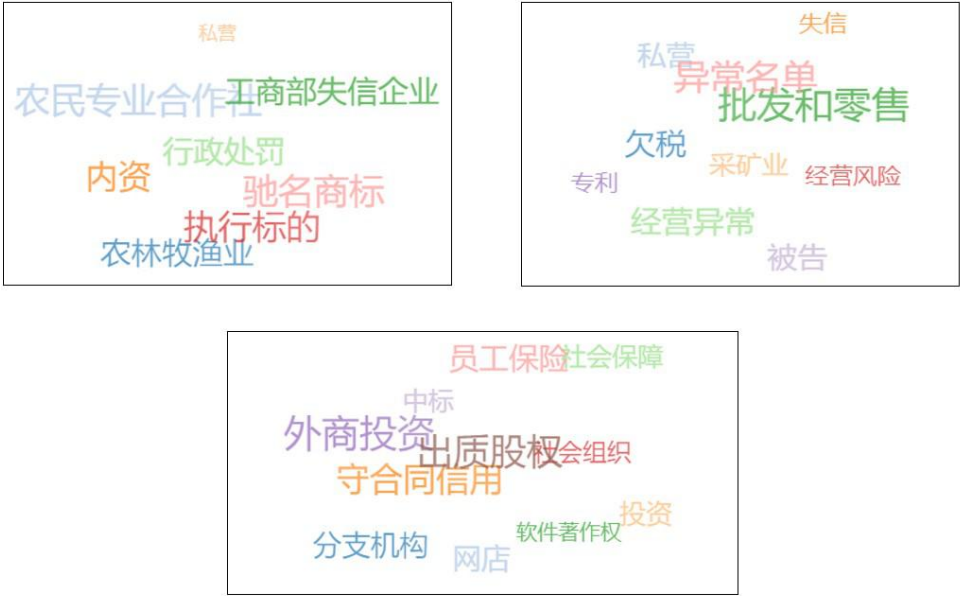 私营
农民专业合作社
工商部失信企业
行政处罚
内资
驰名商标
执行标的
农林牧渔业
失信
私营
异常名单
批发和零售
欠税
采矿业
专利
经营风险
经营异常
被告
员工保险
社会保障
中标
外商投资
出质股权
社会组织
守合同信用
投资
软件著作权
分支机构
网店